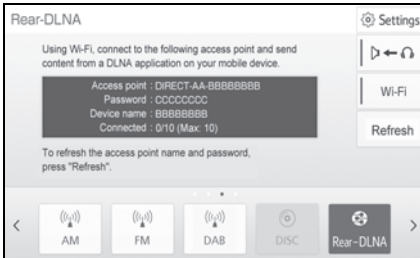 Rear-DLNA
Settings
Using Wi-Fi, connect to the following access point and send
content from a DLNA application on your mobile device.
Access point : DIRECT-AA-BBBBBBBB
Password : CCCCCCCC
Device name : BBBBBBBB
Connected : 0/10 (Max: 10)
Wi-Fi
Refresh
To refresh the access point name and password,
press "Refresh".
AM
FM
DAB
DISC
Rear-DLNA